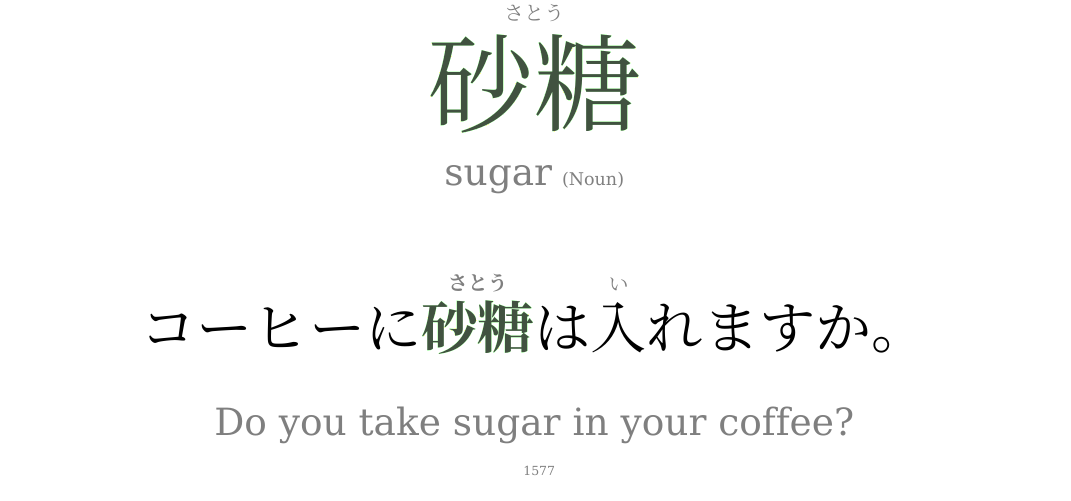 さとう
砂糖
sugar (Noun)
さとう い
コーヒーに砂糖は入れますか。
Do you take sugar in your coffee?
1577